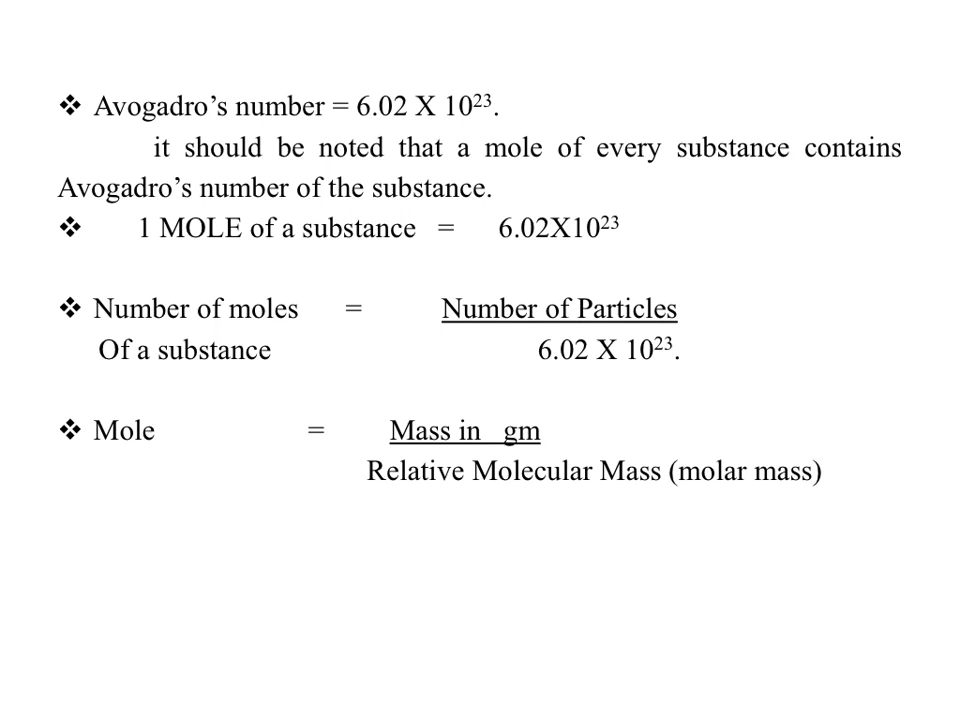 ❖ Avogadro’s number = 6.02 X 10²³.
it should be noted that a mole of every substance contains
Avogadro’s number of the substance.
❖ 1 MOLE of a substance = 6.02X10²³
❖ Number of moles = Number of Particles
Of a substance 6.02 X 10²³.
❖ Mole = Mass in gm
Relative Molecular Mass (molar mass)